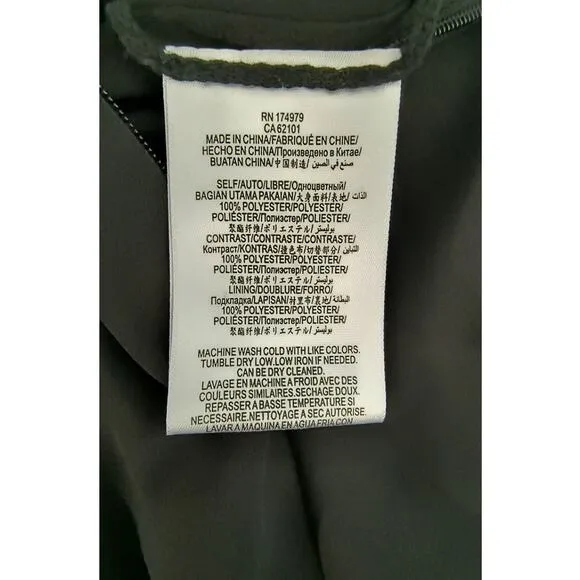 RN 174979
CA 62101
MADE IN CHINA/FABRIQUÉ EN CHINE/
HECHO EN CHINA/Произведено в Китае/
BUATAN CHINA/中国制造/ صنع في الصين
SELF/AUTO/LIBRE/Одноцветный/
BAGIAN UTAMA PAKAIAN/大身面料/表地/ الذات/
100% POLYESTER/POLYESTER/
POLIÉSTER/Полиэстер/POLIESTER/
聚酯纤维/ポリエステル/ بوليستر
CONTRAST/CONTRASTE/CONTRASTE/
Контраст/KONTRAS/撞色布/切替部分/ التباين/
100% POLYESTER/POLYESTER/
POLIÉSTER/Полиэстер/POLIESTER/
聚酯纤维/ポリエステル/ بوليستر
LINING/DOUBLURE/FORRO/
Подкладка/LAPISAN/衬里布/裏地/ البطانة/
100% POLYESTER/POLYESTER/
POLIÉSTER/Полиэстер/POLIESTER/
聚酯纤维/ポリエステル/ بوليستر
MACHINE WASH COLD WITH LIKE COLORS.
TUMBLE DRY LOW.LOW IRON IF NEEDED.
CAN BE DRY CLEANED.
LAVAGE EN MACHINE A FROID AVEC DES
COULEURS SIMILAIRES.SECHAGE DOUX.
REPASSER A BASSE TEMPERATURE SI
NECESSAIRE.NETTOYAGE A SEC AUTORISE.
LAVAR A MAQUINA EN AGUA FRIA CON